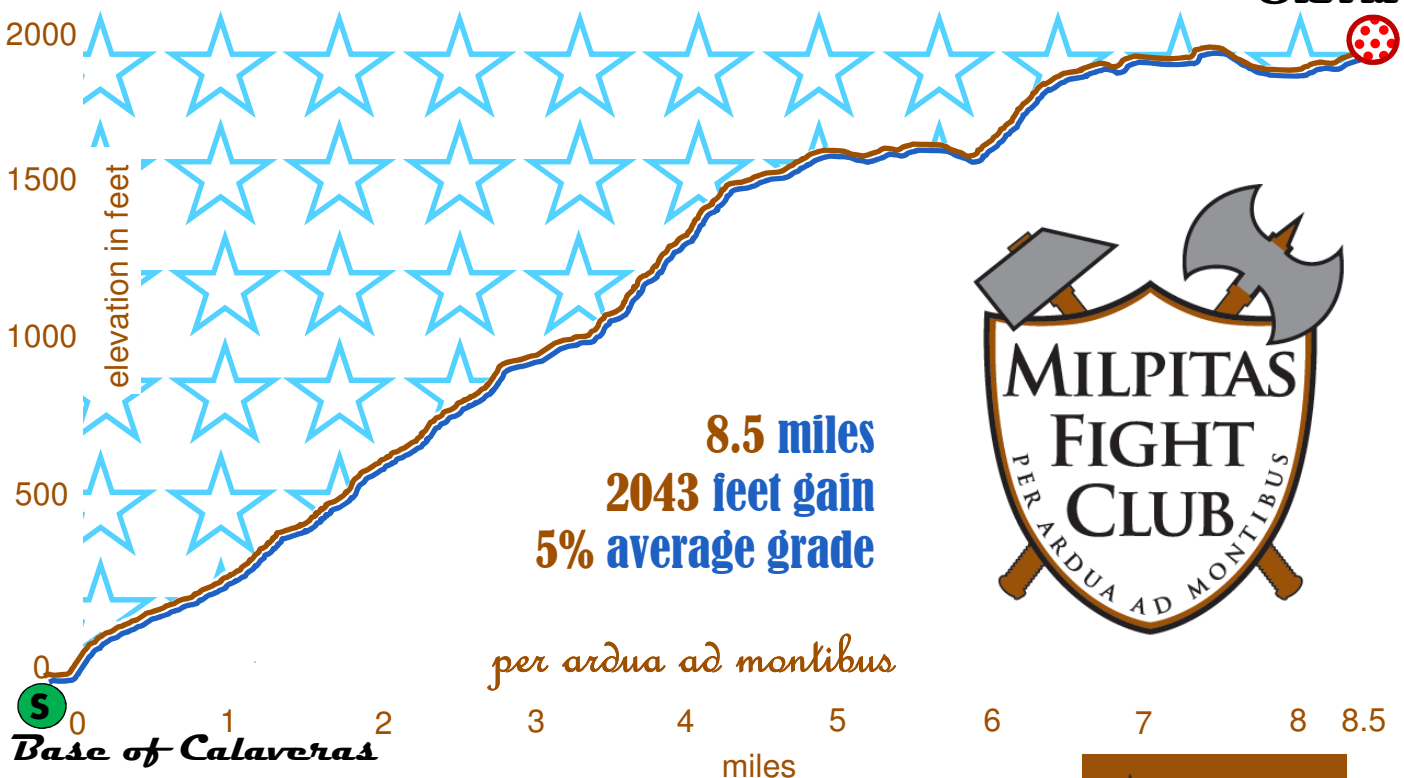 2000
1500
1000
500
0
elevation in feet
MILPITAS
FIGHT
CLUB
PER ARDUA AD MONTIBUS
8.5 miles
2043 feet gain
5% average grade
per ardua ad montibus
S
0 1 2 3 4 5 6 7 8 8.5
Base of Calaveras
miles